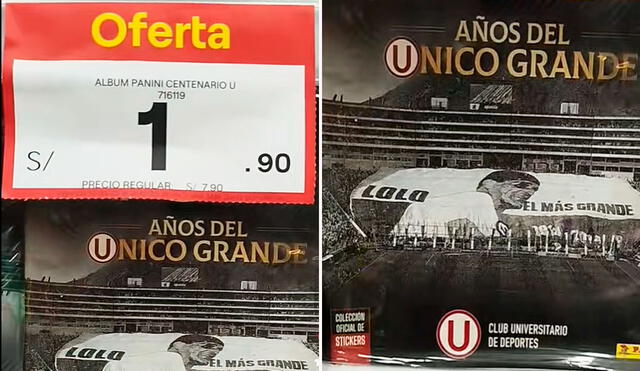 Oferta
ALBUM PANINI CENTENARIO U
716119
S/ 1 .90
PRECIO REGULAR: S/ 7.90
AÑOS DEL
UNICO GRANDE
LOLO
EL MÁS GRANDE
AÑOS DEL
UNICO GRANDE
LOLO
EL MÁS GRANDE
COLECCIÓN
OFICIAL DE
STICKERS
U
CLUB UNIVERSITARIO
DE DEPORTES